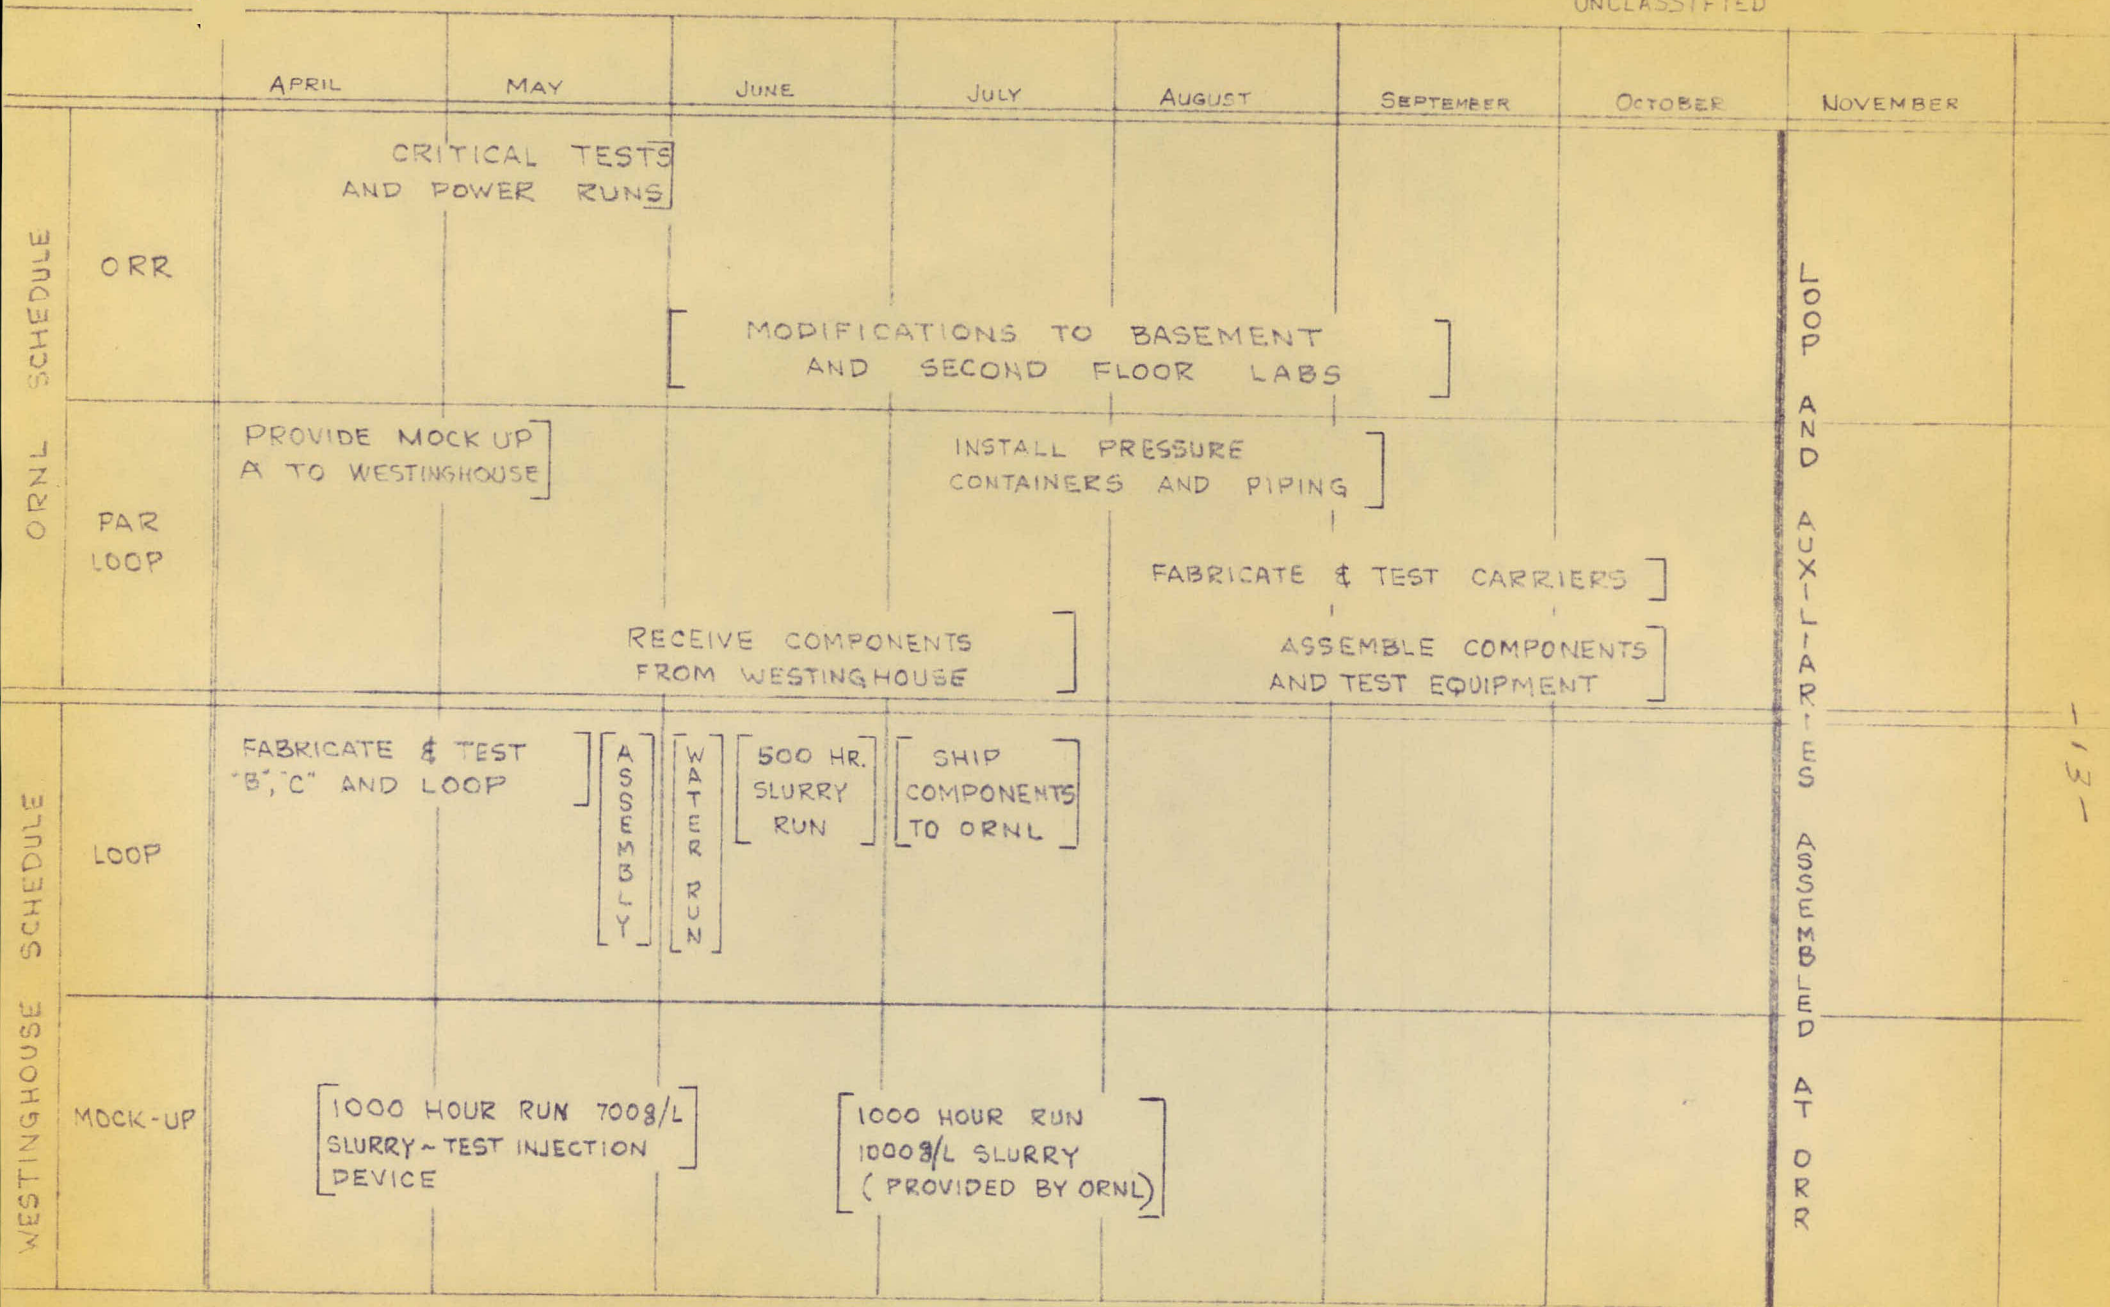 UNCLASSIFIED
APRIL MAY JUNE JULY AUGUST SEPTEMBER OCTOBER NOVEMBER
ORNL SCHEDULE
ORR
CRITICAL TESTS
AND POWER RUNS
MODIFICATIONS TO BASEMENT
AND SECOND FLOOR LABS
PAR
LOOP
PROVIDE MOCK UP
A TO WESTINGHOUSE
INSTALL PRESSURE
CONTAINERS AND PIPING
FABRICATE & TEST CARRIERS
RECEIVE COMPONENTS
FROM WESTINGHOUSE
ASSEMBLE COMPONENTS
AND TEST EQUIPMENT
WESTINGHOUSE SCHEDULE
LOOP
FABRICATE & TEST
"B", "C" AND LOOP
ASSEMBLY
WATER RUN
500 HR.
SLURRY
RUN
SHIP
COMPONENTS
TO ORNL
MOCK-UP
1000 HOUR RUN 700g/L
SLURRY ~ TEST INJECTION
DEVICE
1000 HOUR RUN
1000g/L SLURRY
(PROVIDED BY ORNL)
LOOP AND AUXILIARIES ASSEMBLED AT ORR
-13-